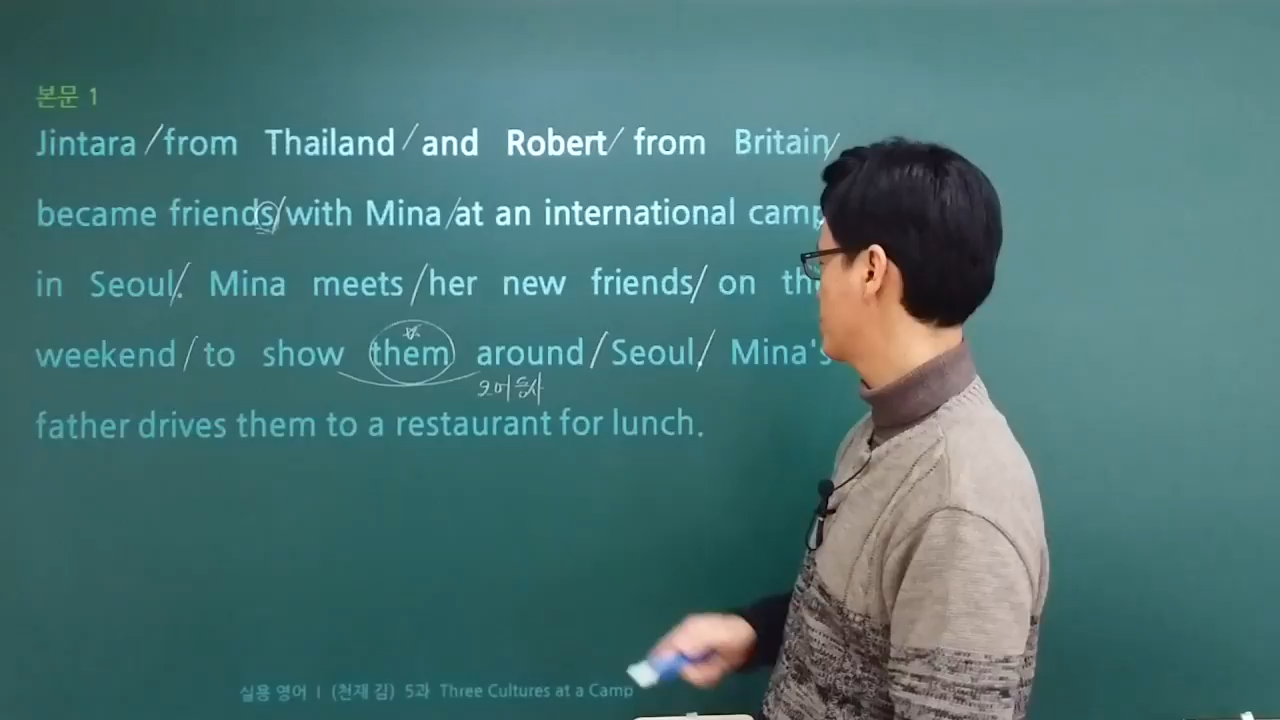 본문 1
Jintara / from Thailand / and Robert / from Britain /
became friends / with Mina / at an international camp
in Seoul /. Mina meets / her new friends / on
weekend / to show them around / Seoul / Mina's
father drives them to a restaurant for lunch.
실용 영어 I (천재 김) 5과 Three Cultures at a Camp